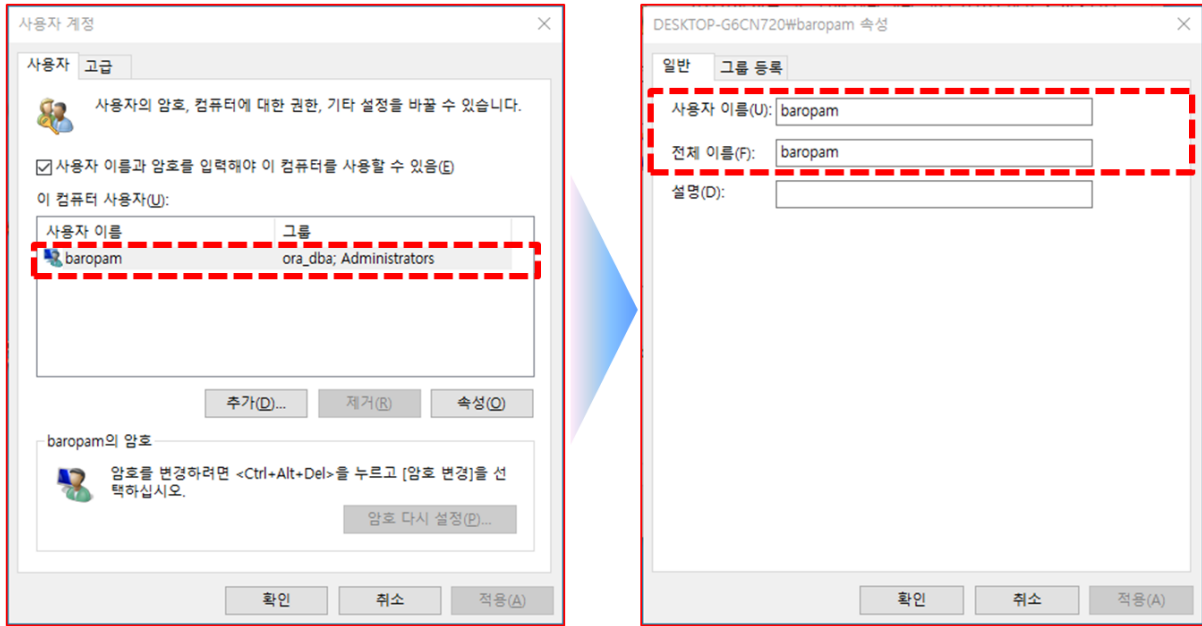 사용자 계정
사용자
고급
사용자의 암호, 컴퓨터에 대한 권한, 기타 설정을 바꿀 수 있습니다.
사용자 이름과 암호를 입력해야 이 컴퓨터를 사용할 수 있음(E)
이 컴퓨터 사용자(U):
사용자 이름 그룹
baropam ora_dba; Administrators
추가(D)... 제거(R) 속성(O)
baropam의 암호
암호를 변경하려면 <Ctrl+Alt+Del>을 누르고 [암호 변경]을 선
택하십시오.
암호 다시 설정(P)...
확인 취소 적용(A)
DESKTOP-G6CN720₩baropam 속성
일반 그룹 등록
사용자 이름(U): baropam
전체 이름(F): baropam
설명(D):
확인 취소 적용(A)